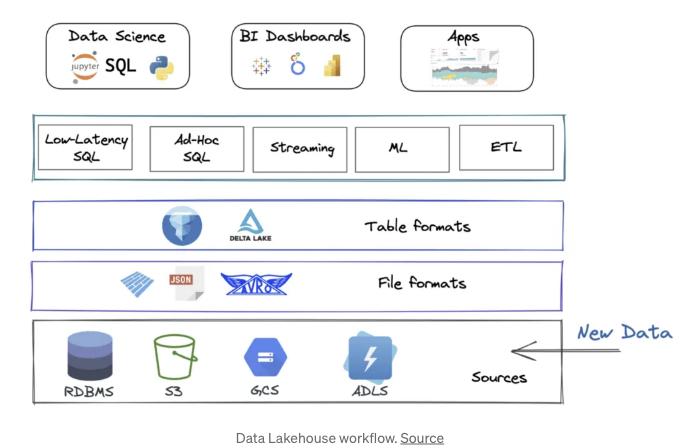 Data Science
BI Dashboards
Apps
jupyter SQL
Low-Latency
SQL
Ad-Hoc
SQL
Streaming
ML
ETL
DELTA LAKE
Table formats
JSON
AVRO
File formats
New Data
RDBMS
S3
GCS
ADLS
Sources
Data Lakehouse workflow. Source